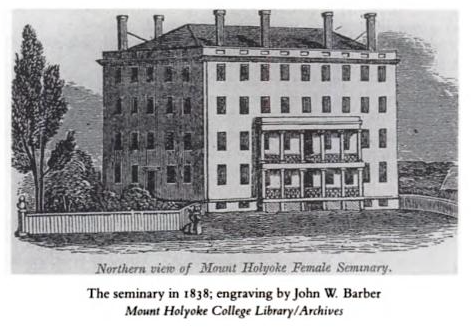 Northern view of Mount Holyoke Female Seminary.
The seminary in 1838; engraving by John W. Barber
Mount Holyoke College Library/Archives